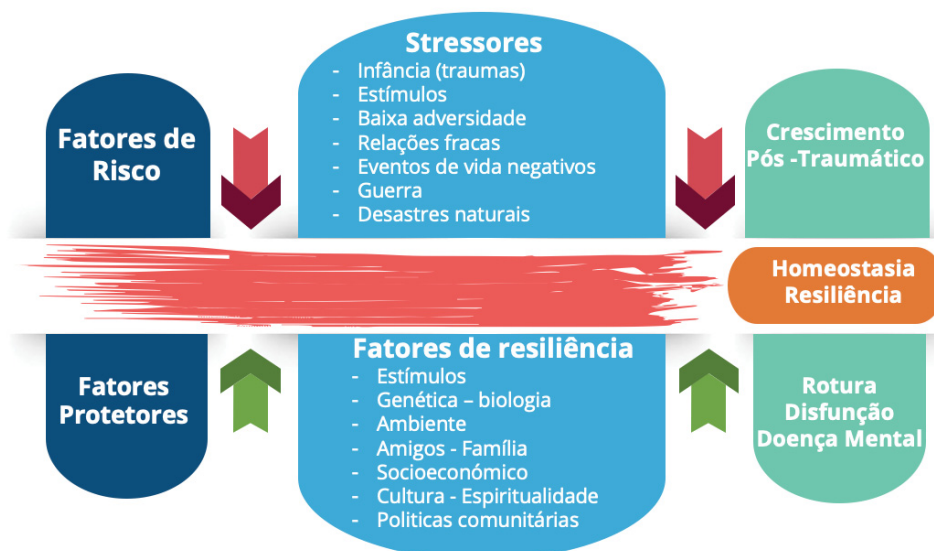 Fatores de
Risco
Stressores
- Infância (traumas)
- Estímulos
- Baixa adversidade
- Relações fracas
- Eventos de vida negativos
- Guerra
- Desastres naturais
Crescimento
Pós -Traumático
Homeostasia
Resiliência
Fatores
Protetores
Fatores de resiliência
- Estímulos
- Genética – biologia
- Ambiente
- Amigos - Família
- Socioeconómico
- Cultura - Espiritualidade
- Politicas comunitárias
Rotura
Disfunção
Doença Mental